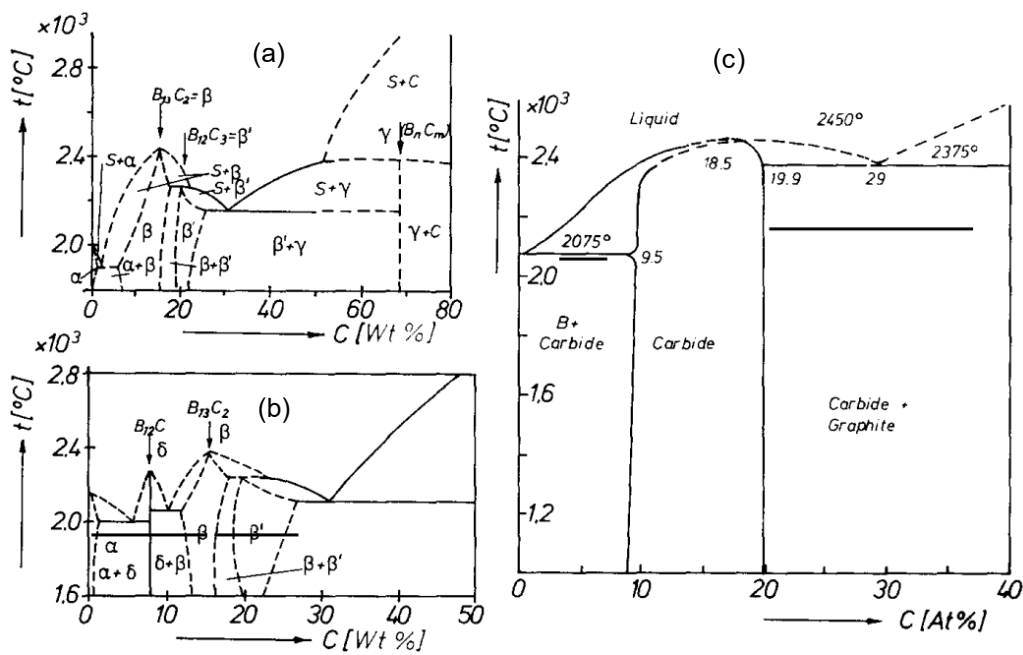 (a)
×10³
t[°C]
2.8
2.4
2.0
B₁₃C₂=β
B₁₂C₃=β'
S+α
S+β
S+β'
S+C
γ (BₙCₘ)
S+γ
α
α+β
β
β'
β+β'
β'+γ
γ+C
0 20 40 60 80
C [Wt %]
(b)
×10³
t[°C]
2.8
2.4
2.0
1.6
B₁₂C
δ
B₁₃C₂
β
α
α+δ
δ+β
β
β'
β+β'
0 10 20 30 40 50
C [Wt %]
(c)
×10³
t[°C]
2.4
2.0
1.6
1.2
Liquid
2450°
2375°
18.5
19.9
29
2075°
9.5
B+
Carbide
Carbide
Carbide +
Graphite
0 10 20 30 40
C [At%]